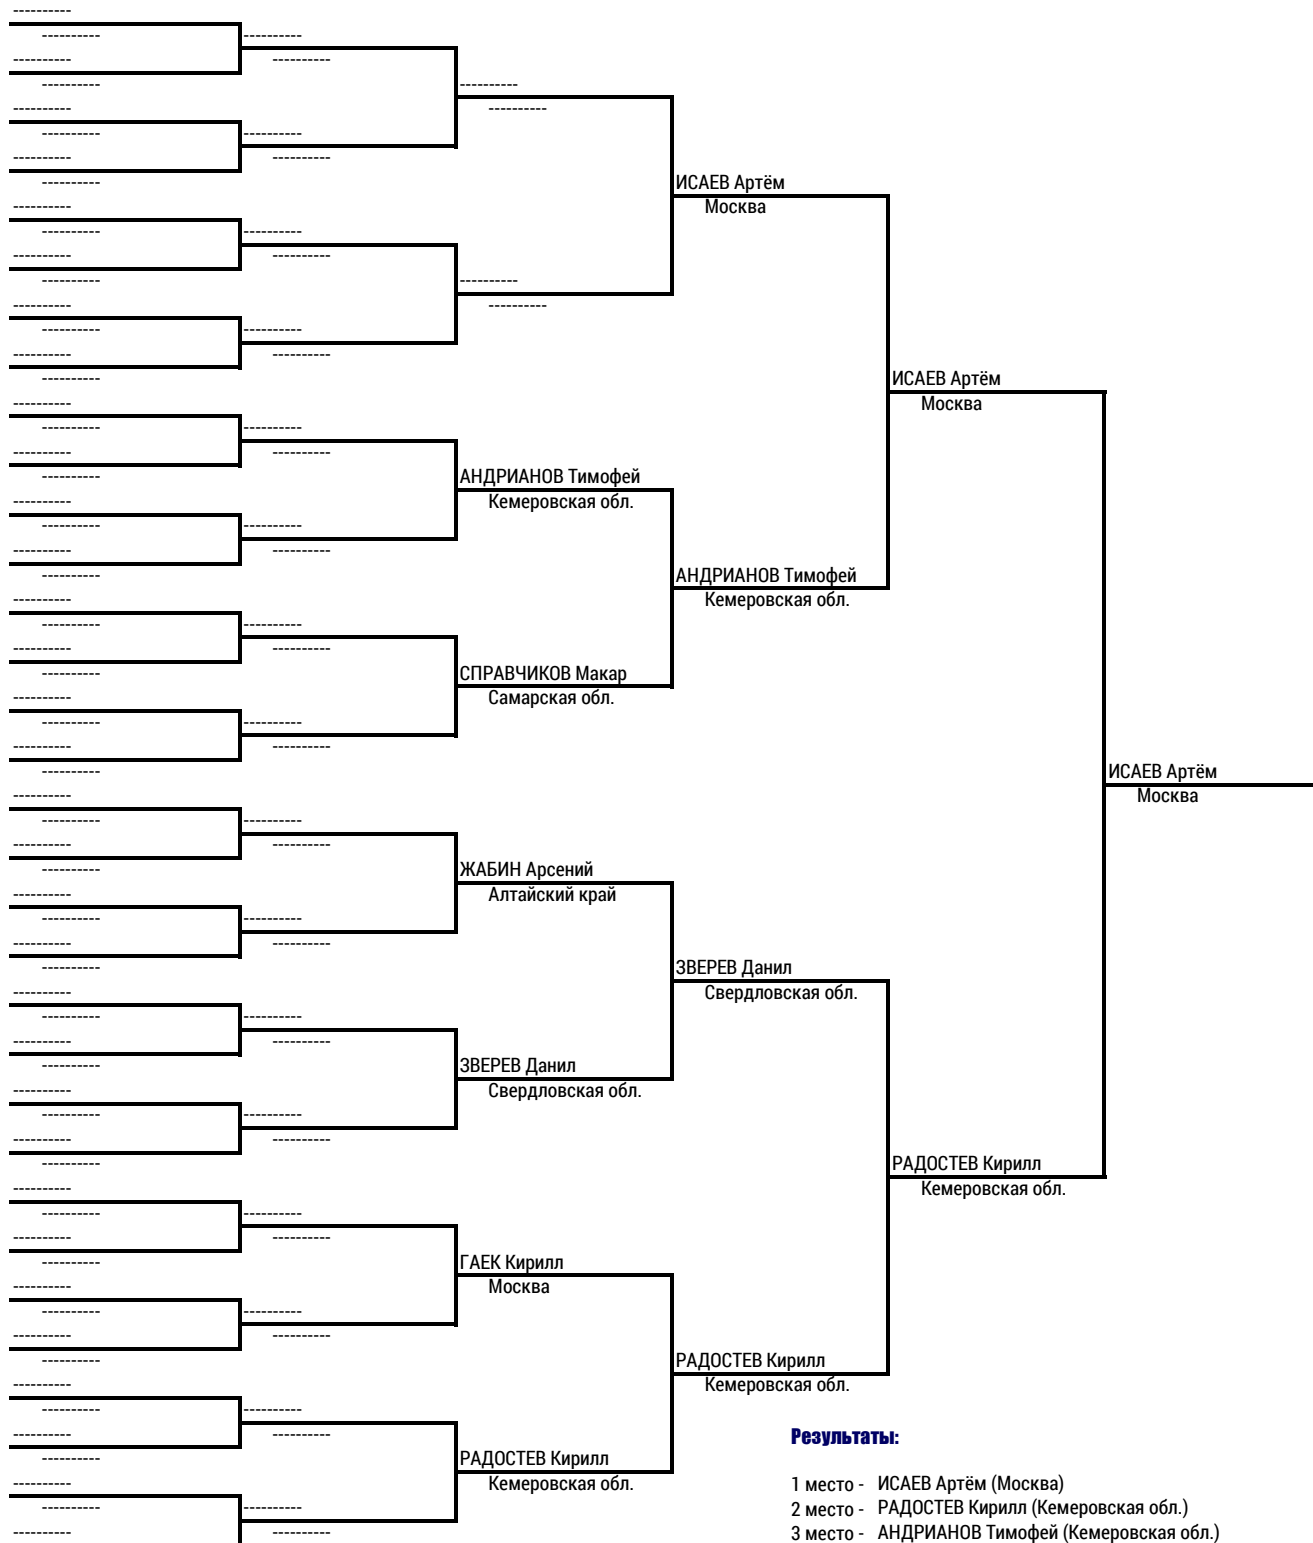 ИСАЕВ Артём
Москва
ИСАЕВ Артём
Москва
АНДРИАНОВ Тимофей
Кемеровская обл.
АНДРИАНОВ Тимофей
Кемеровская обл.
СПРАВЧИКОВ Макар
Самарская обл.
ИСАЕВ Артём
Москва
ЖАБИН Арсений
Алтайский край
ЗВЕРЕВ Данил
Свердловская обл.
ЗВЕРЕВ Данил
Свердловская обл.
РАДОСТЕВ Кирилл
Кемеровская обл.
ГАЕК Кирилл
Москва
РАДОСТЕВ Кирилл
Кемеровская обл.
РАДОСТЕВ Кирилл
Кемеровская обл.
Результаты:
1 место - ИСАЕВ Артём (Москва)
2 место - РАДОСТЕВ Кирилл (Кемеровская обл.)
3 место - АНДРИАНОВ Тимофей (Кемеровская обл.)